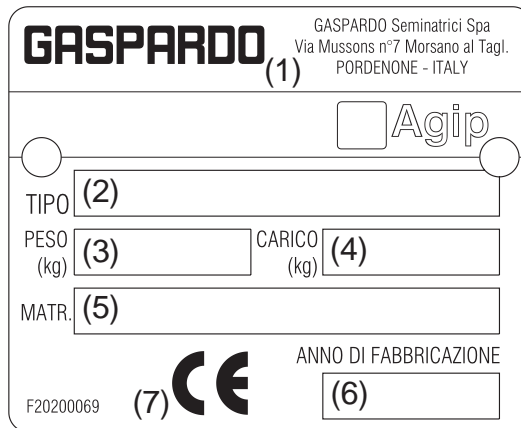 GASPARDO
GASPARDO Seminatrici Spa
Via Mussons n°7 Morsano al Tagl.
PORDENONE - ITALY
(1)
Agip
TIPO (2)
PESO (kg) (3) CARICO (kg) (4)
MATR. (5)
ANNO DI FABBRICAZIONE
F20200069 (7) CE (6)